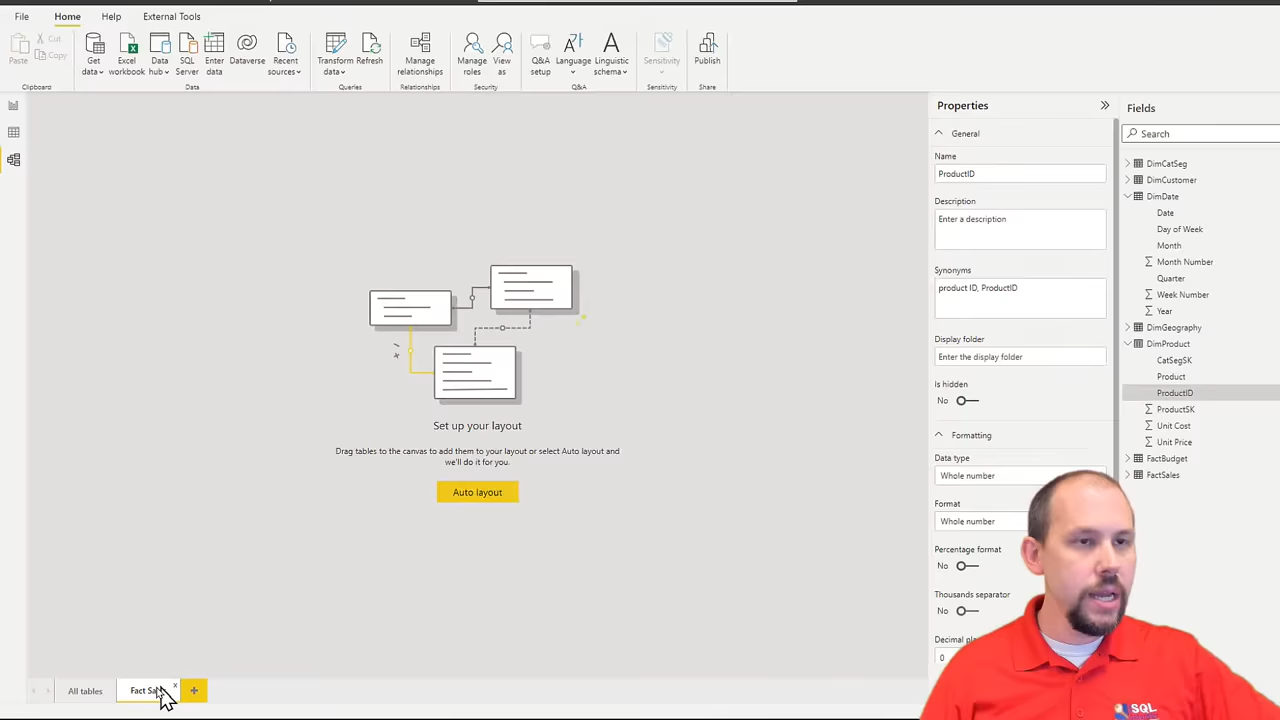 File Home Help External Tools
Paste Cut Copy
Get data Excel workbook Data hub SQL Server Enter data Dataverse Recent sources
Transform data Refresh
Manage relationships
Manage roles View as
Q&A setup Language Linguistic schema
Sensitivity
Publish
Clipboard Data Queries Relationships Security Q&A Sensitivity Share
Set up your layout
Drag tables to the canvas to add them to your layout or select Auto layout and
we'll do it for you.
Auto layout
All tables
+
Properties
General
Name
ProductID
Description
Enter a description
Synonyms
product ID, ProductID
Display folder
Enter the display folder
Is hidden
No
Formatting
Data type
Whole number
Format
Whole number
Percentage format
No
Thousands separator
No
Decimal
0
Fields
Search
DimCatSeg
DimCustomer
DimDate
Date
Day of Week
Month
Month Number
Quarter
Week Number
Year
DimGeography
DimProduct
CatSegSK
Product
ProductID
ProductSK
Unit Cost
Unit Price
FactBudget
FactSales
Fact
SQL